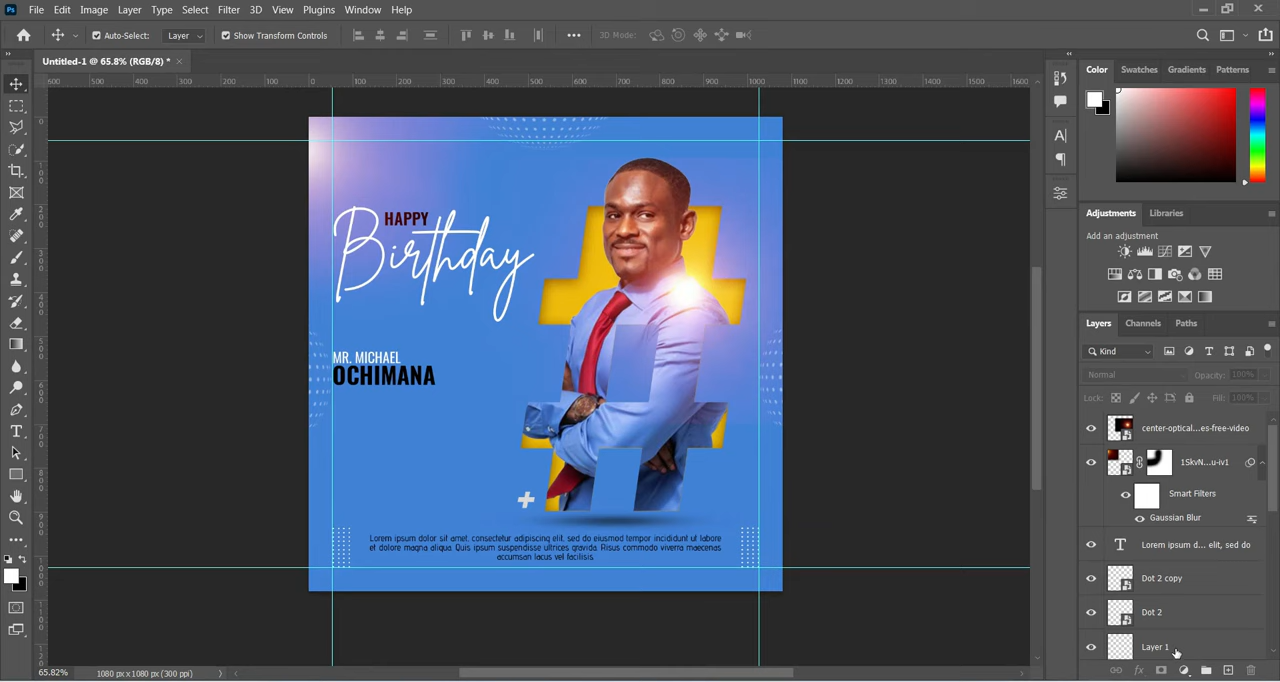 Ps File Edit Image Layer Type Select Filter 3D View Plugins Window Help
Auto-Select: Layer Show Transform Controls 3D Mode:
Untitled-1 @ 65.8% (RGB/8) *
Color Swatches Gradients Patterns
Adjustments Libraries
Add an adjustment
Layers Channels Paths
Kind
Normal Opacity: 100%
Lock: Fill: 100%
center-optical...es-free-video
1SkvN...u-iv1
Smart Filters
Gaussian Blur
Lorem ipsum d... elit, sed do
Dot 2 copy
Dot 2
Layer 1
HAPPY
Birthday
MR. MICHAEL
OCHIMANA
Lorem ipsum dolor sit amet, consectetur adipiscing elit, sed do eiusmod tempor incididunt ut labore
et dolore magna aliqua. Quis ipsum suspendisse ultrices gravida. Risus commodo viverra maecenas
accumsan lacus vel facilisis.
65.82% 1080 px x 1080 px (300 ppi)